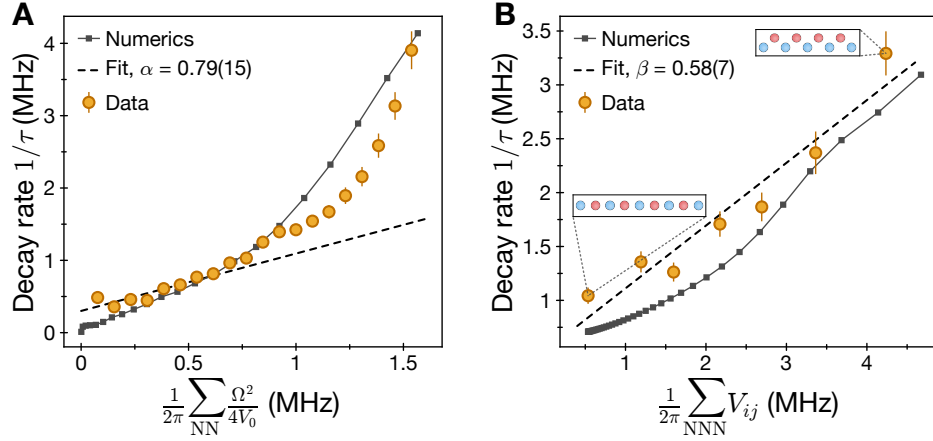 A
Decay rate 1/τ (MHz)
4
3
2
1
0
Numerics
Fit, α = 0.79(15)
Data
0
0.5
1
1.5
1/2π ∑NN Ω²/4V₀ (MHz)
B
Decay rate 1/τ (MHz)
3.5
3
2.5
2
1.5
1
Numerics
Fit, β = 0.58(7)
Data
1
2
3
4
1/2π ∑NNN Vij (MHz)